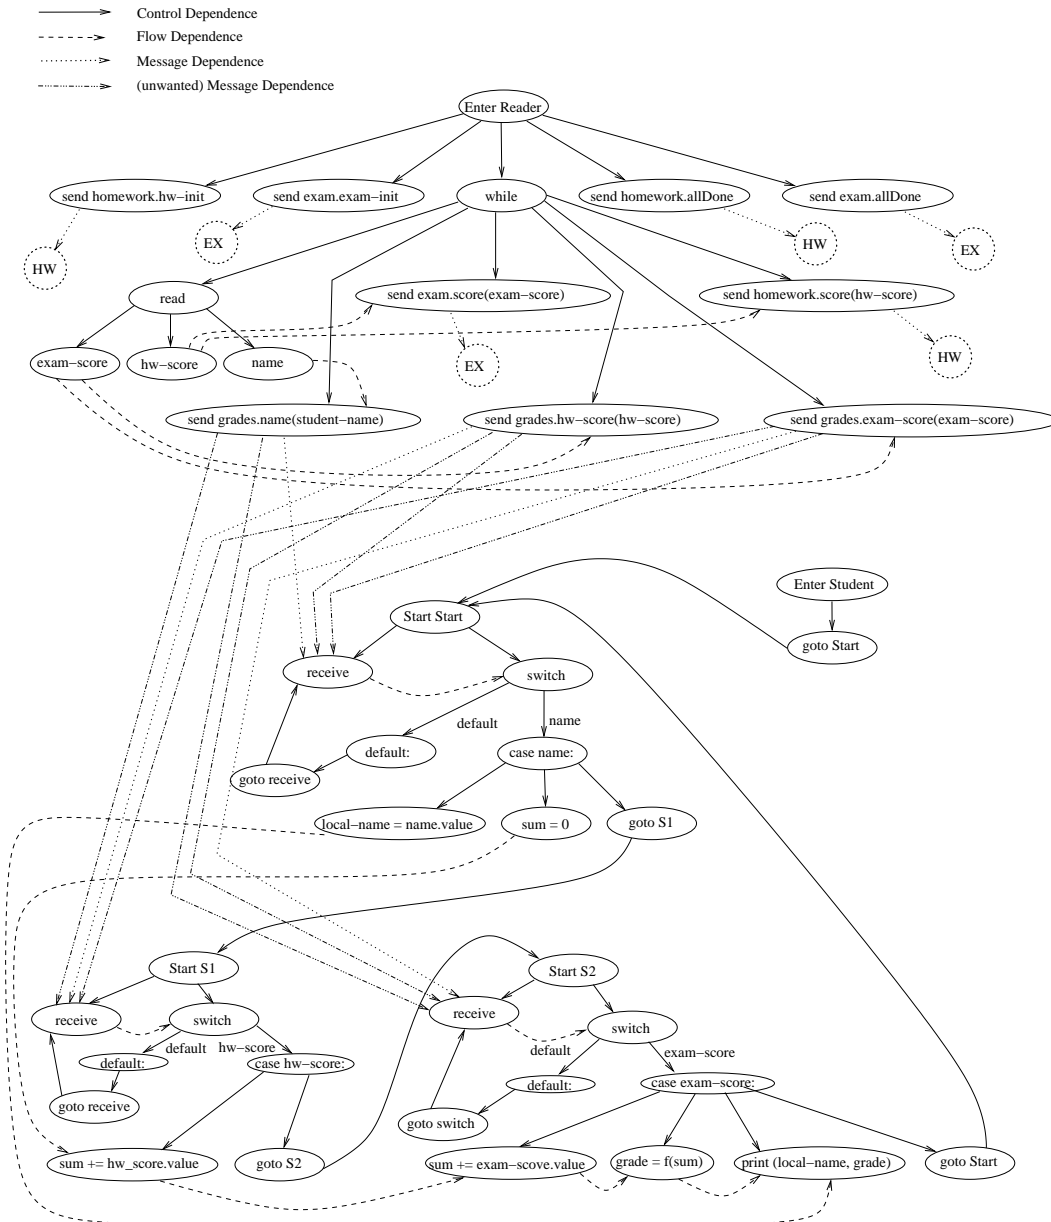 Control Dependence
Flow Dependence
Message Dependence
(unwanted) Message Dependence
Enter Reader
send homework.hw−init
send exam.exam−init
while
send homework.allDone
send exam.allDone
HW
EX
HW
EX
read
send exam.score(exam−score)
send homework.score(hw−score)
exam−score
hw−score
name
EX
HW
send grades.name(student−name)
send grades.hw−score(hw−score)
send grades.exam−score(exam−score)
Enter Student
Start Start
goto Start
receive
switch
default
name
default:
case name:
goto receive
local−name = name.value
sum = 0
goto S1
Start S1
Start S2
receive
switch
receive
switch
default
hw−score
default
exam−score
default:
case hw−score:
default:
case exam−score:
goto receive
goto switch
sum += hw_score.value
goto S2
sum += exam−scove.value
grade = f(sum)
print (local−name, grade)
goto Start